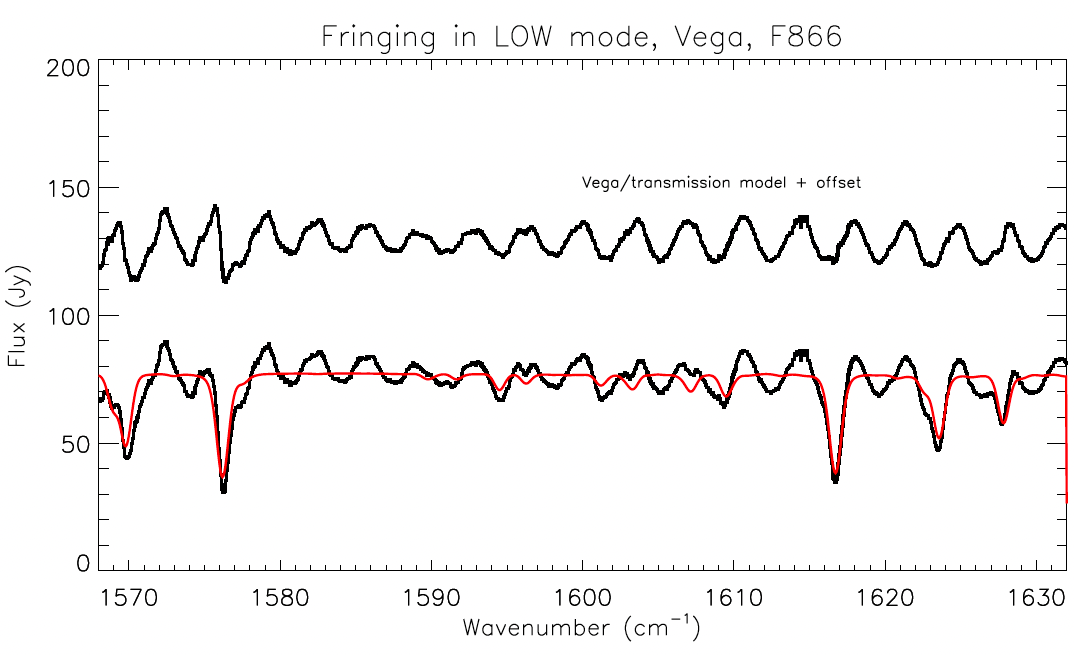 Fringing in LOW mode, Vega, F866
200
150
100
50
0
Flux (Jy)
Vega/transmission model + offset
1570 1580 1590 1600 1610 1620 1630
Wavenumber (cm⁻¹)